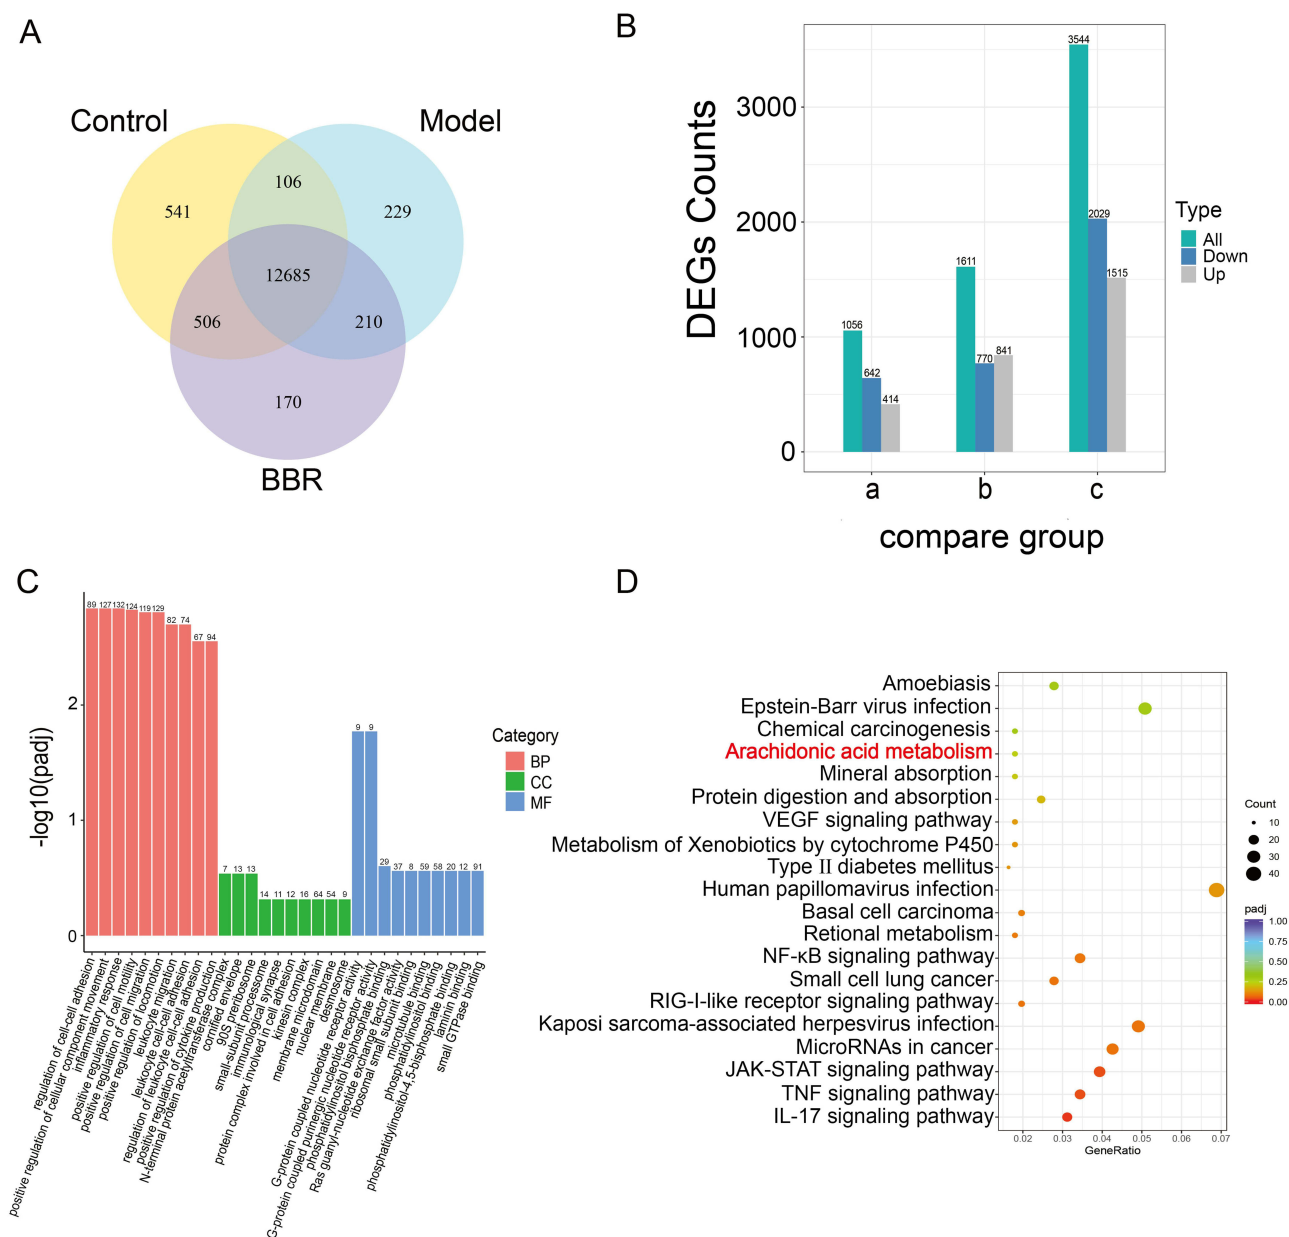 A
Control
Model
106
541
229
12685
506
210
170
BBR
B
DEGs Counts
3000
2000
1000
0
1056
642
414
1611
770
841
3544
2029
1515
a
b
c
compare group
Type
All
Down
Up
C
-log10(padj)
2
1
0
89
127
132
124
119
129
82
74
67
94
7
13
13
14
11
12
16
64
54
9
9
9
29
37
8
59
58
20
12
91
regulation of cell-cell adhesion
positive regulation of cellular component movement
inflammatory response
positive regulation of cell motility
positive regulation of cell migration
positive regulation of locomotion
leukocyte migration
leukocyte cell-cell adhesion
regulation of leukocyte cell-cell adhesion
positive regulation of cytokine production
N-terminal protein acetyltransferase complex
cornified envelope
90S preribosome
small-subunit processome
immunological synapse
protein complex involved in cell adhesion
kinesin complex
membrane microdomain
nuclear membrane
desmosome
G-protein coupled nucleotide receptor activity
G-protein coupled purinergic nucleotide receptor activity
phosphatidylinositol bisphosphate binding
Ras guanyl-nucleotide exchange factor activity
ribosomal small subunit binding
microtubule binding
phosphatidylinositol binding
phosphatidylinositol-4,5-bisphosphate binding
laminin binding
small GTPase binding
Category
BP
CC
MF
D
Amoebiasis
Epstein-Barr virus infection
Chemical carcinogenesis
Arachidonic acid metabolism
Mineral absorption
Protein digestion and absorption
VEGF signaling pathway
Metabolism of Xenobiotics by cytochrome P450
Type II diabetes mellitus
Human papillomavirus infection
Basal cell carcinoma
Retional metabolism
NF-κB signaling pathway
Small cell lung cancer
RIG-I-like receptor signaling pathway
Kaposi sarcoma-associated herpesvirus infection
MicroRNAs in cancer
JAK-STAT signaling pathway
TNF signaling pathway
IL-17 signaling pathway
0.02
0.03
0.04
0.05
0.06
0.07
GeneRatio
Count
10
20
30
40
padj
1.00
0.75
0.50
0.25
0.00